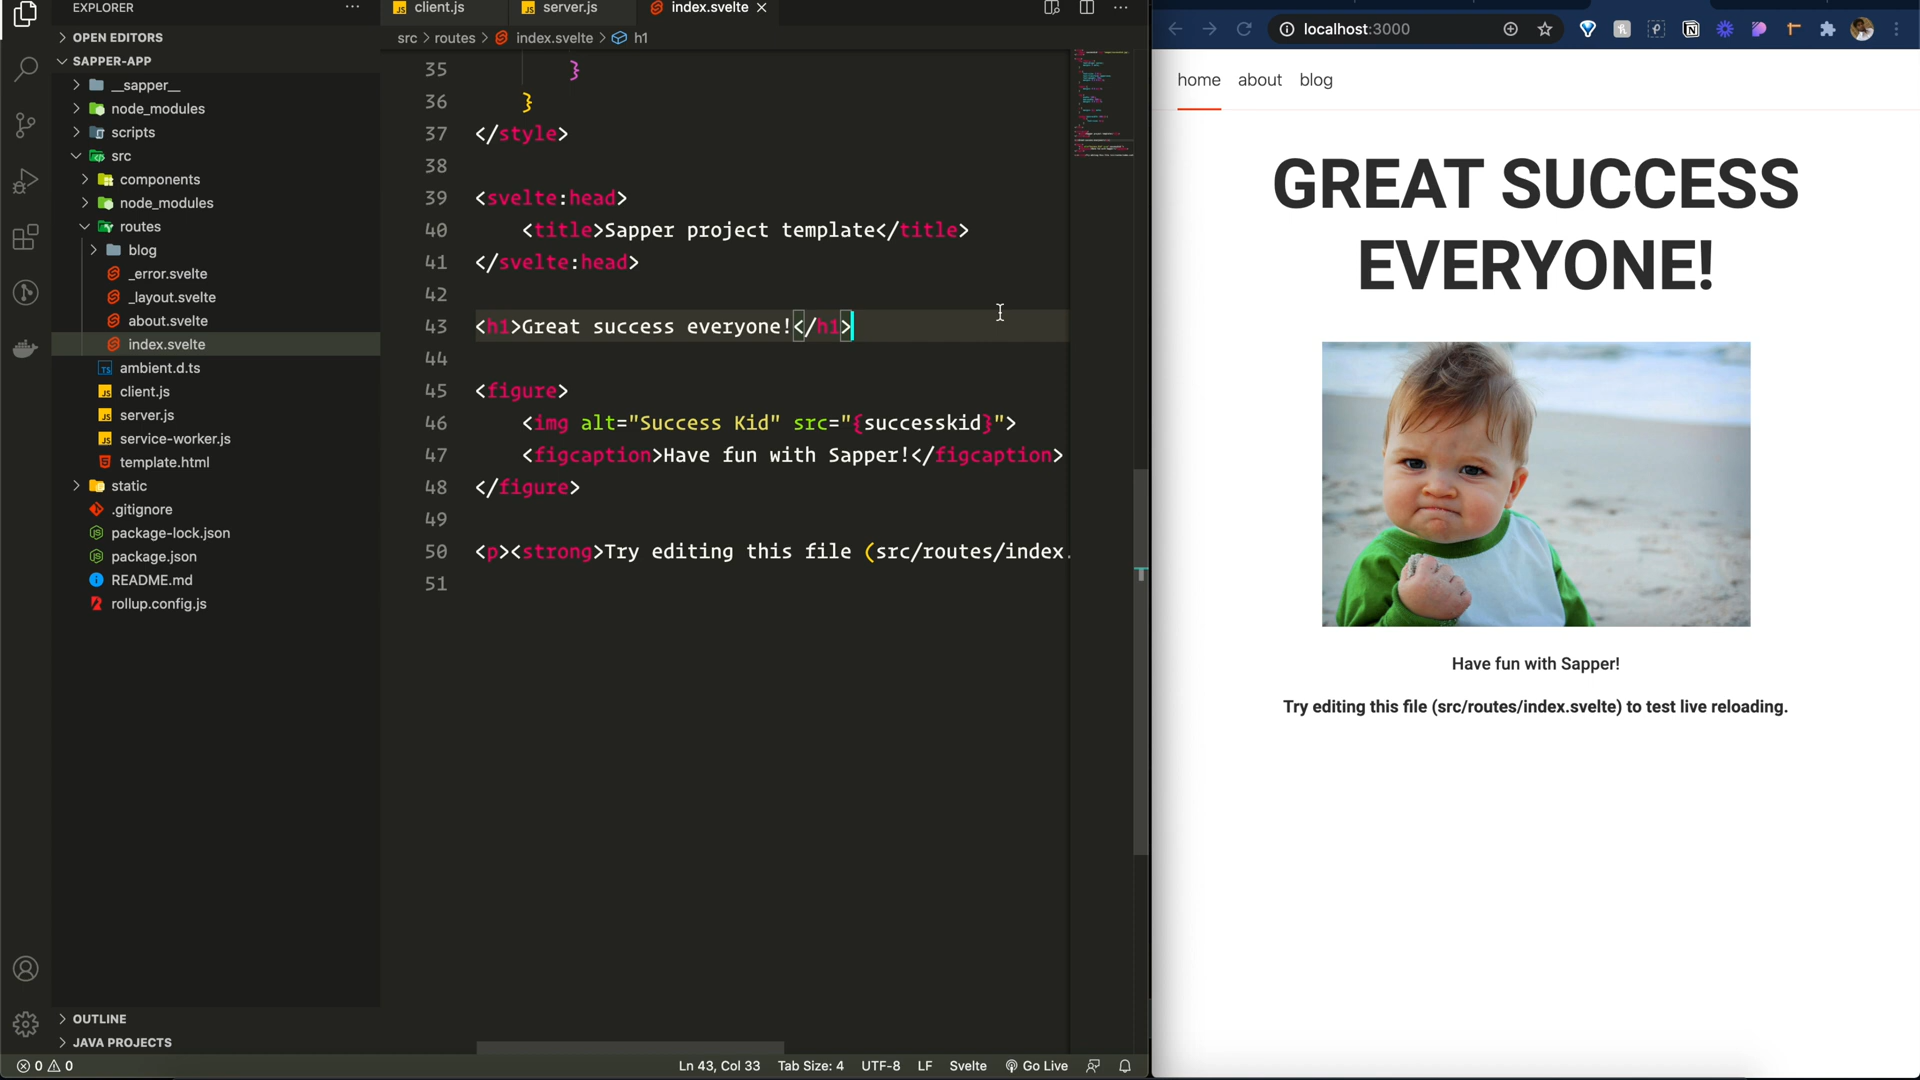 EXPLORER
OPEN EDITORS
SAPPER-APP
__sapper__
node_modules
scripts
src
components
node_modules
routes
blog
_error.svelte
_layout.svelte
about.svelte
index.svelte
ambient.d.ts
client.js
server.js
service-worker.js
template.html
static
.gitignore
package-lock.json
package.json
README.md
rollup.config.js
OUTLINE
JAVA PROJECTS
0 0
client.js server.js index.svelte
src > routes > index.svelte > h1
35 }
36 }
37 </style>
38
39 <svelte:head>
40 <title>Sapper project template</title>
41 </svelte:head>
42
43 <h1>Great success everyone!</h1>
44
45 <figure>
46 <img alt="Success Kid" src="{successkid}">
47 <figcaption>Have fun with Sapper!</figcaption>
48 </figure>
49
50 <p><strong>Try editing this file (src/routes/index.
51
Ln 43, Col 33 Tab Size: 4 UTF-8 LF Svelte Go Live
localhost:3000
home about blog
GREAT SUCCESS
EVERYONE!
Have fun with Sapper!
Try editing this file (src/routes/index.svelte) to test live reloading.